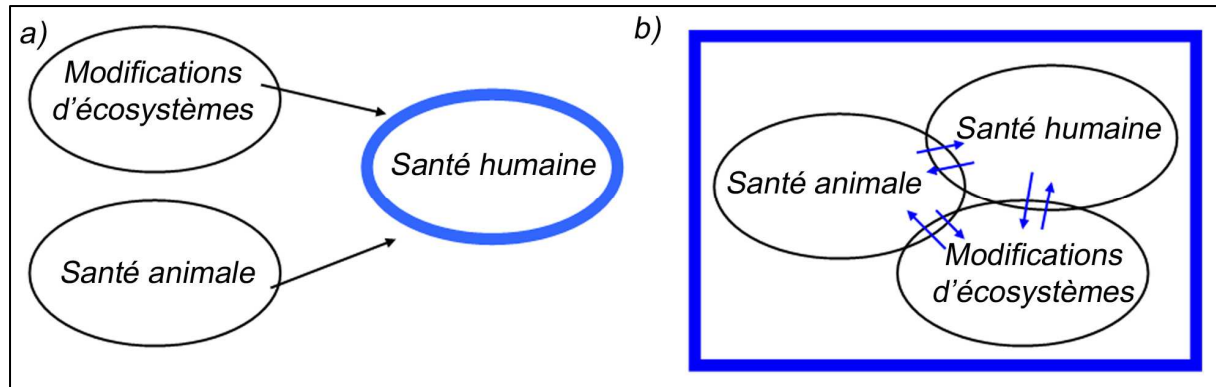 a)
Modifications
d'écosystèmes
Santé humaine
Santé animale
b)
Santé humaine
Santé animale
Modifications
d'écosystèmes